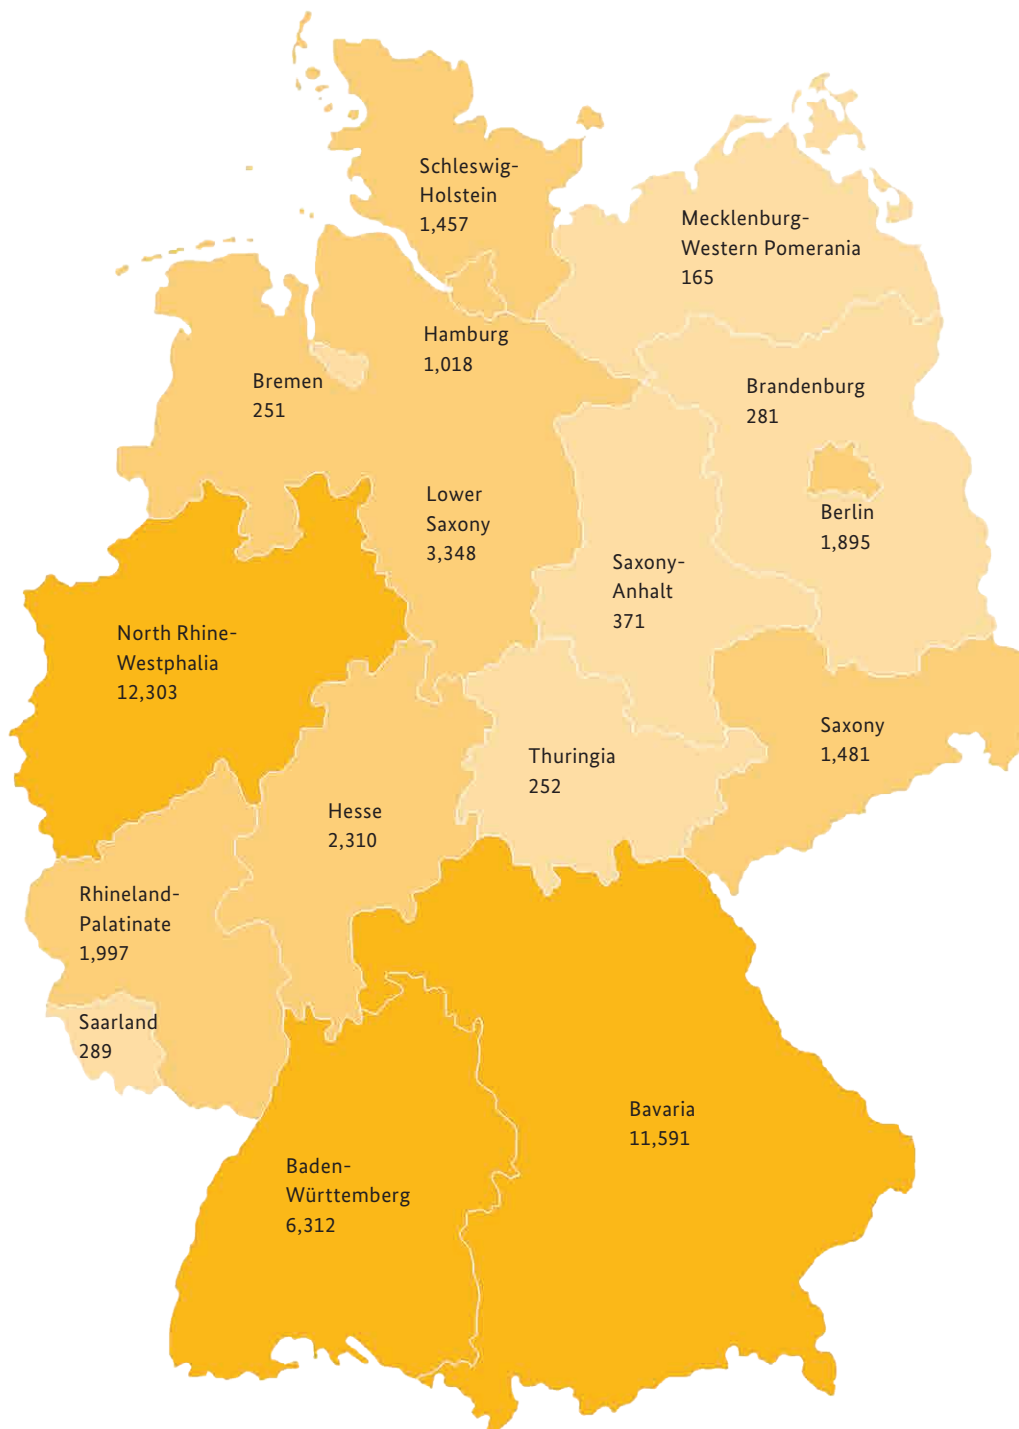 Schleswig-
Holstein
1,457
Mecklenburg-
Western Pomerania
165
Hamburg
1,018
Bremen
251
Brandenburg
281
Lower
Saxony
3,348
Berlin
1,895
Saxony-
Anhalt
371
North Rhine-
Westphalia
12,303
Saxony
1,481
Thuringia
252
Hesse
2,310
Rhineland-
Palatinate
1,997
Saarland
289
Bavaria
11,591
Baden-
Württemberg
6,312